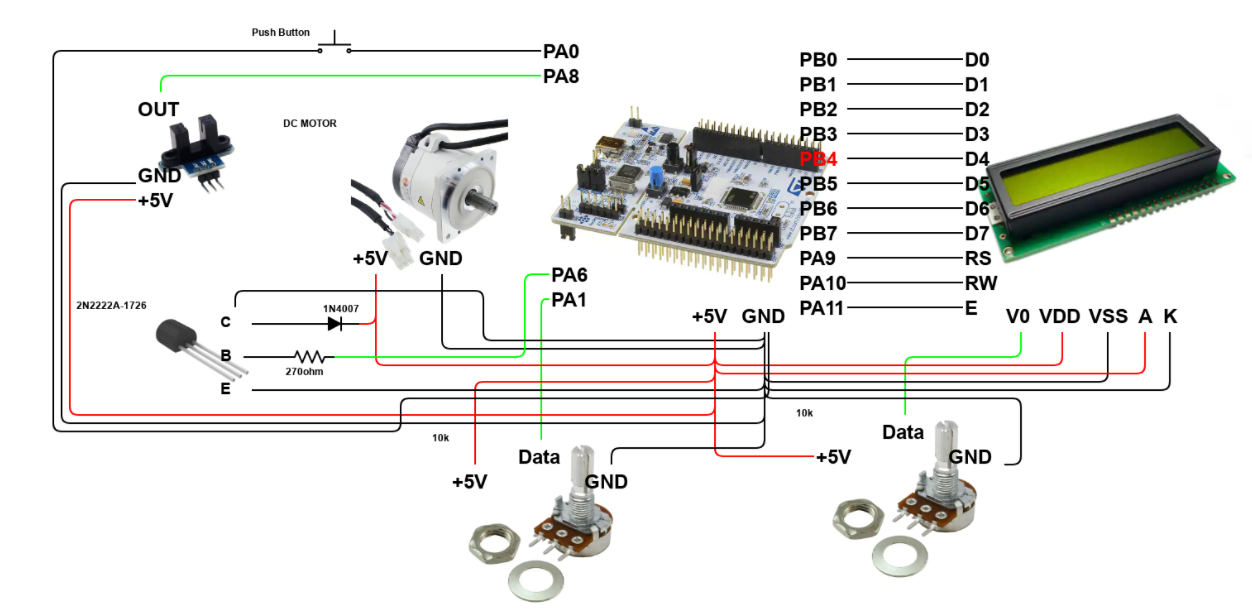 Push Button
PA0
PA8
OUT
GND
+5V
DC MOTOR
+5V
GND
2N2222A-1726
C
1N4007
B
270ohm
E
PA6
PA1
PB0
D0
PB1
D1
PB2
D2
PB3
D3
PB4
D4
PB5
D5
PB6
D6
PB7
D7
PA9
RS
PA10
RW
PA11
E
+5V
GND
V0
VDD
VSS
A
K
10k
+5V
Data
GND
10k
+5V
Data
GND